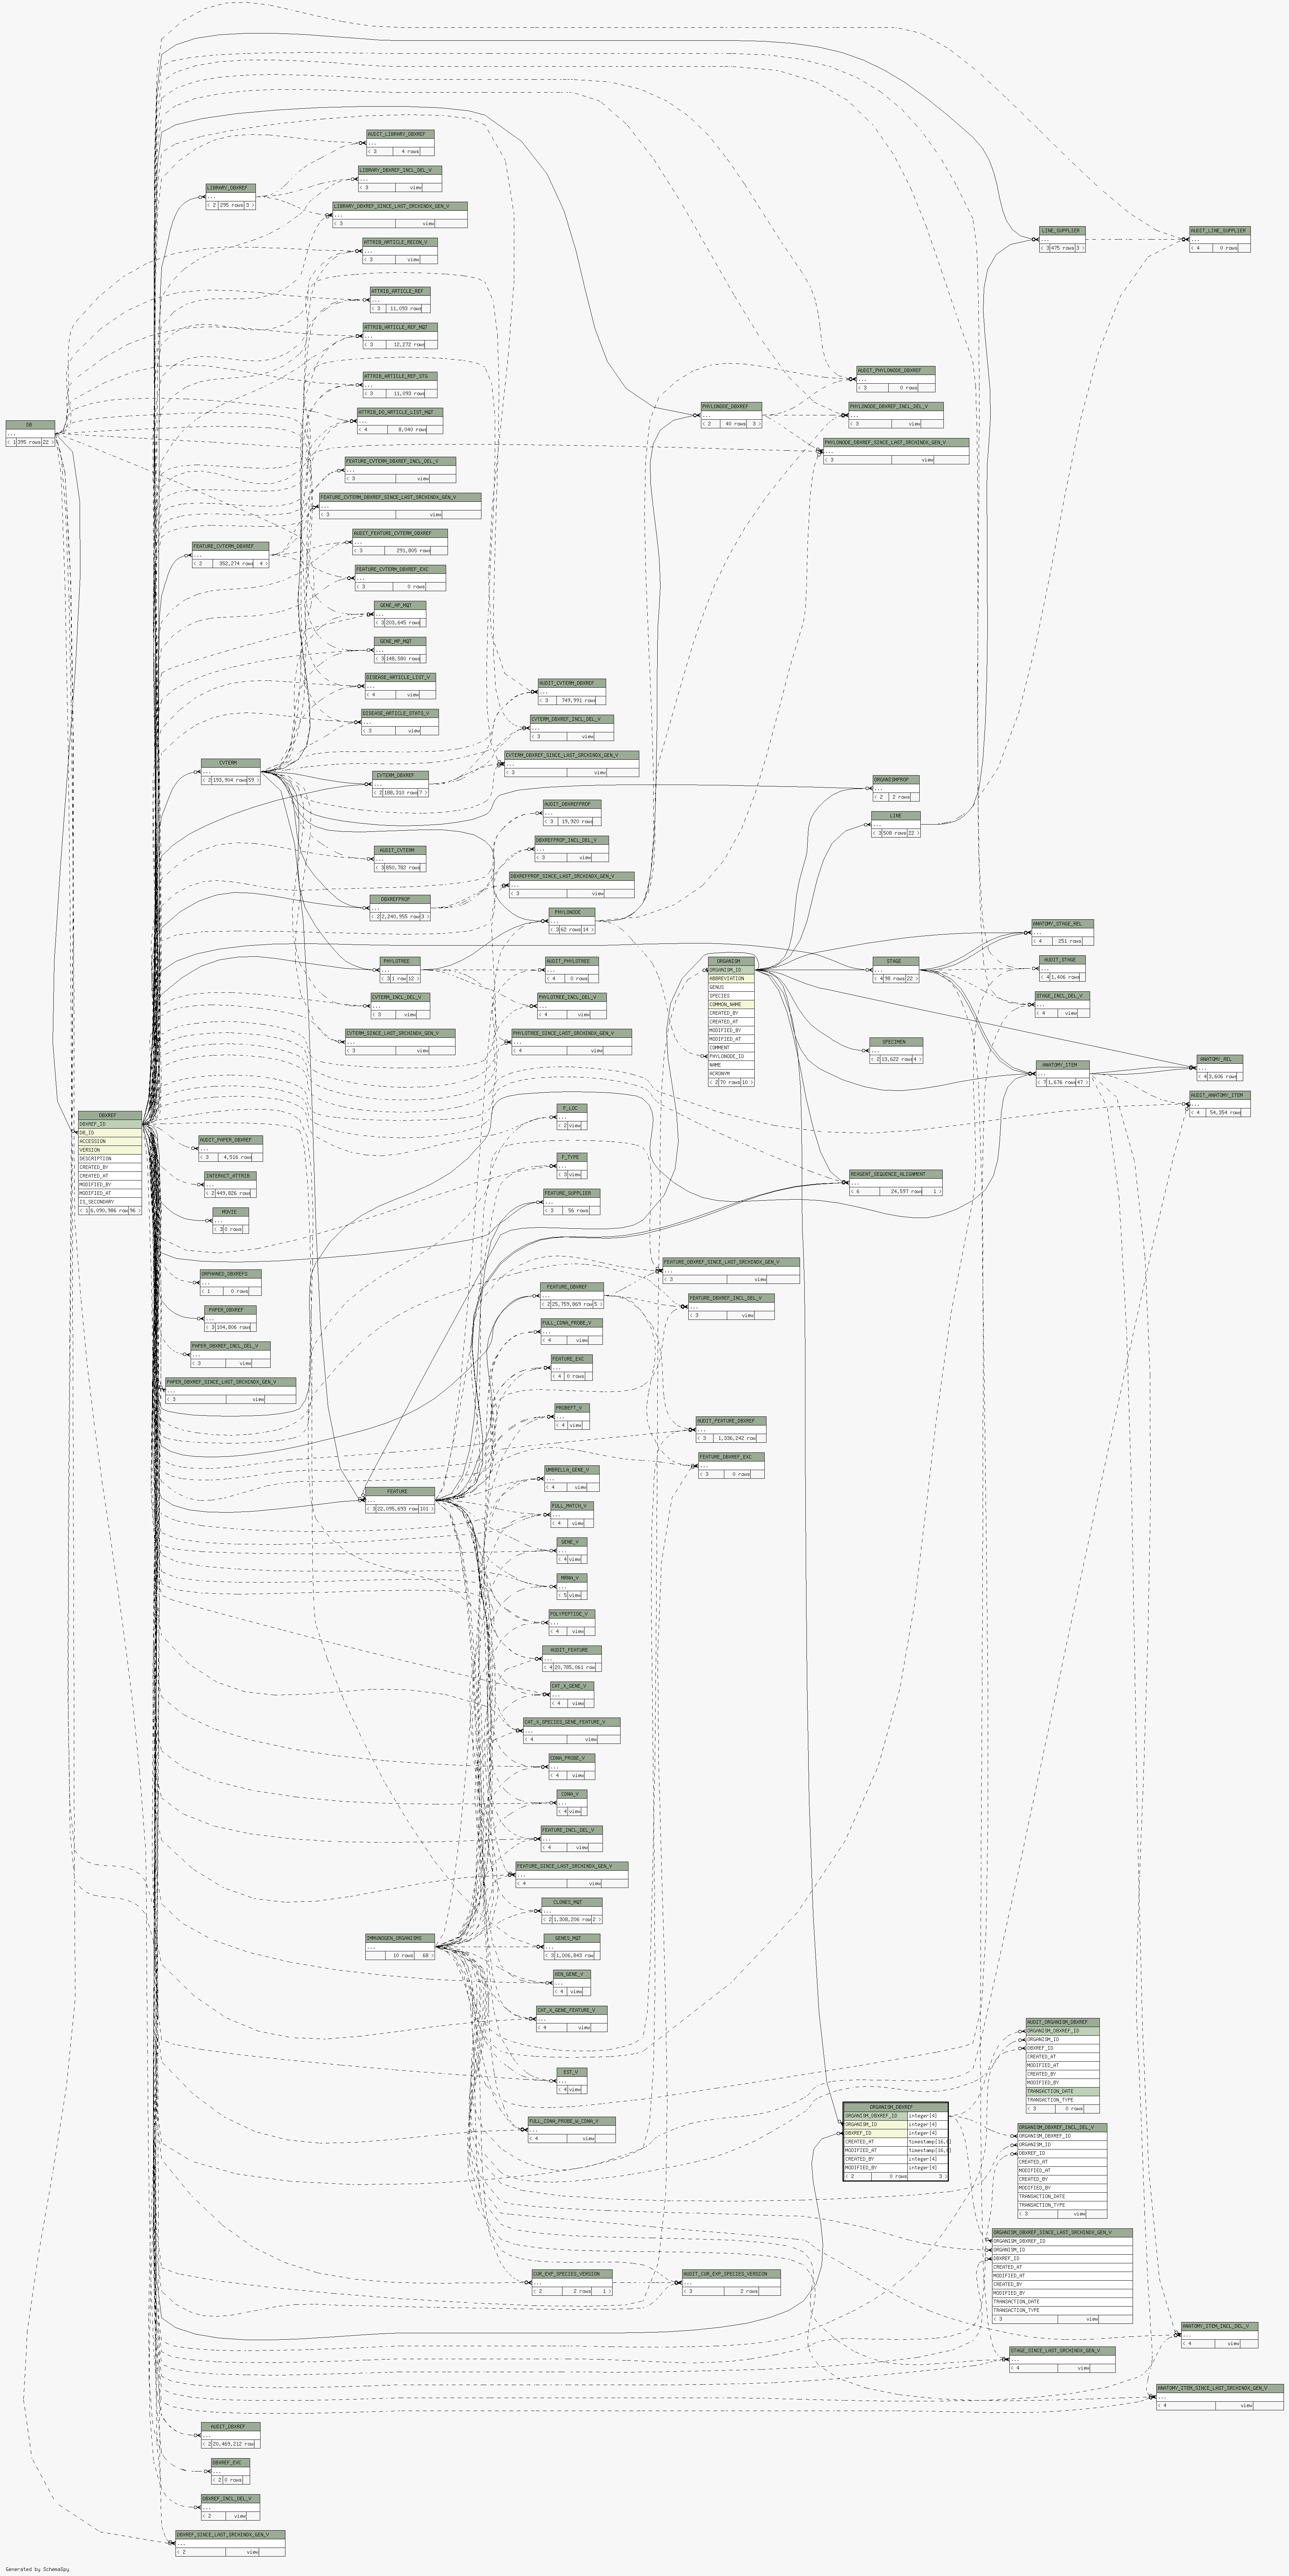 AUDIT_LIBRARY_DBXREF
...
< 3 4 rows
LIBRARY_DBXREF_INCL_DEL_V
...
< 3 view
LIBRARY_DBXREF
...
< 2 295 rows 3 >
LIBRARY_DBXREF_SINCE_LAST_SRCHINDX_GEN_V
...
< 3 view
ATTRIB_ARTICLE_RECON_V
...
< 3 view
LINE_SUPPLIER
...
< 3 475 rows 3 >
AUDIT_LINE_SUPPLIER
...
< 4 0 rows
ATTRIB_ARTICLE_REF
...
< 3 11,093 rows
ATTRIB_ARTICLE_REF_MQT
...
< 3 12,272 rows
ATTRIB_ARTICLE_REF_STG
...
< 3 11,093 rows
AUDIT_PHYLONODE_DBXREF
...
< 3 0 rows
ATTRIB_DO_ARTICLE_LIST_MQT
...
< 4 8,040 rows
PHYLONODE_DBXREF
...
< 2 40 rows 3 >
PHYLONODE_DBXREF_INCL_DEL_V
...
< 3 view
DB
...
< 1 395 rows 22 >
PHYLONODE_DBXREF_SINCE_LAST_SRCHINDX_GEN_V
...
< 3 view
FEATURE_CVTERM_DBXREF_INCL_DEL_V
...
< 3 view
FEATURE_CVTERM_DBXREF_SINCE_LAST_SRCHINDX_GEN_V
...
< 3 view
AUDIT_FEATURE_CVTERM_DBXREF
...
< 3 291,805 rows
FEATURE_CVTERM_DBXREF
...
< 2 352,274 rows 4 >
FEATURE_CVTERM_DBXREF_EXC
...
< 3 0 rows
GENE_HP_MQT
...
< 3 203,645 rows
GENE_MP_MQT
...
< 3 148,580 rows
DISEASE_ARTICLE_LIST_V
...
< 4 view
AUDIT_CVTERM_DBXREF
...
< 3 749,991 rows
DISEASE_ARTICLE_STATS_V
...
< 3 view
CVTERM_DBXREF_INCL_DEL_V
...
< 3 view
CVTERM
...
< 2 193,904 rows 59 >
CVTERM_DBXREF
...
< 2 188,310 rows 7 >
CVTERM_DBXREF_SINCE_LAST_SRCHINDX_GEN_V
...
< 3 view
ORGANISMPROP
...
< 2 2 rows
AUDIT_DBXREFPROP
...
< 3 19,920 rows
LINE
...
< 3 508 rows 22 >
AUDIT_CVTERM
...
< 3 850,782 rows
DBXREFPROP_INCL_DEL_V
...
< 3 view
DBXREFPROP_SINCE_LAST_SRCHINDX_GEN_V
...
< 3 view
DBXREFPROP
...
< 2 2,240,955 rows 3 >
PHYLONODE
...
< 3 62 rows 14 >
ANATOMY_STAGE_REL
...
< 4 251 rows
PHYLOTREE
...
< 3 1 row 12 >
AUDIT_PHYLOTREE
...
< 4 0 rows
ORGANISM
ORGANISM_ID
ABBREVIATION
GENUS
SPECIES
COMMON_NAME
CREATED_BY
CREATED_AT
MODIFIED_BY
MODIFIED_AT
COMMENT
PHYLONODE_ID
NAME
ACRONYM
< 2 70 rows 10 >
STAGE
...
< 4 98 rows 22 >
AUDIT_STAGE
...
< 4 1,406 rows
CVTERM_INCL_DEL_V
...
< 3 view
PHYLOTREE_INCL_DEL_V
...
< 4 view
STAGE_INCL_DEL_V
...
< 4 view
CVTERM_SINCE_LAST_SRCHINDX_GEN_V
...
< 3 view
PHYLOTREE_SINCE_LAST_SRCHINDX_GEN_V
...
< 4 view
SPECIMEN
...
< 2 13,622 rows 4 >
ANATOMY_ITEM
...
< 7 1,676 rows 47 >
ANATOMY_REL
...
< 4 3,606 rows
AUDIT_ANATOMY_ITEM
...
< 4 54,354 rows
DBXREF
DBXREF_ID
DB_ID
ACCESSION
VERSION
DESCRIPTION
CREATED_BY
CREATED_AT
MODIFIED_BY
MODIFIED_AT
IS_SECONDARY
< 1 6,090,986 row 96 >
F_LOC
...
< 2 view
AUDIT_PAPER_DBXREF
...
< 3 4,516 rows
F_TYPE
...
< 3 view
INTERACT_ATTRIB
...
< 2 449,826 rows
REAGENT_SEQUENCE_ALIGNMENT
...
< 6 24,597 rows 1 >
FEATURE_SUPPLIER
...
< 3 56 rows
MOVIE
...
< 3 0 rows
FEATURE_DBXREF_SINCE_LAST_SRCHINDX_GEN_V
...
< 3 view
ORPHANED_DBXREFS
...
< 1 0 rows
FEATURE_DBXREF
...
< 2 25,759,869 row 5 >
FEATURE_DBXREF_INCL_DEL_V
...
< 3 view
PAPER_DBXREF
...
< 3 104,806 rows
FULL_CDNA_PROBE_V
...
< 4 view
PAPER_DBXREF_INCL_DEL_V
...
< 3 view
FEATURE_EXC
...
< 4 0 rows
PAPER_DBXREF_SINCE_LAST_SRCHINDX_GEN_V
...
< 3 view
PROBEFT_V
...
< 4 view
AUDIT_FEATURE_DBXREF
...
< 3 1,336,242 row
FEATURE_DBXREF_EXC
...
< 3 0 rows
UMBRELLA_GENE_V
...
< 4 view
FEATURE
...
< 3 22,095,693 row 101 >
FULL_MATCH_V
...
< 4 view
GENE_V
...
< 4 view
MRNA_V
...
< 5 view
POLYPEPTIDE_V
...
< 4 view
AUDIT_FEATURE
...
< 4 20,785,061 row
CAT_X_GENE_V
...
< 4 view
CAT_X_SPECIES_GENE_FEATURE_V
...
< 4 view
CDNA_PROBE_V
...
< 4 view
CDNA_V
...
< 4 view
FEATURE_INCL_DEL_V
...
< 4 view
FEATURE_SINCE_LAST_SRCHINDX_GEN_V
...
< 4 view
CLONES_MQT
...
< 2 1,308,206 row 2 >
IMMUNOGEN_ORGANISMS
...
10 rows 68 >
GENES_MQT
...
< 3 1,006,843 row
XEN_GENE_V
...
< 4 view
CAT_X_GENE_FEATURE_V
...
< 4 view
EST_V
...
< 4 view
FULL_CDNA_PROBE_W_CDNA_V
...
< 4 view
AUDIT_ORGANISM_DBXREF
ORGANISM_DBXREF_ID
ORGANISM_ID
DBXREF_ID
CREATED_AT
MODIFIED_AT
CREATED_BY
MODIFIED_BY
TRANSACTION_DATE
TRANSACTION_TYPE
< 3 0 rows
ORGANISM_DBXREF
ORGANISM_DBXREF_ID integer[4]
ORGANISM_ID integer[4]
DBXREF_ID integer[4]
CREATED_AT timestamp[16,6]
MODIFIED_AT timestamp[16,6]
CREATED_BY integer[4]
MODIFIED_BY integer[4]
< 2 0 rows 3 >
ORGANISM_DBXREF_INCL_DEL_V
ORGANISM_DBXREF_ID
ORGANISM_ID
DBXREF_ID
CREATED_AT
MODIFIED_AT
CREATED_BY
MODIFIED_BY
TRANSACTION_DATE
TRANSACTION_TYPE
< 3 view
ORGANISM_DBXREF_SINCE_LAST_SRCHINDX_GEN_V
ORGANISM_DBXREF_ID
ORGANISM_ID
DBXREF_ID
CREATED_AT
MODIFIED_AT
CREATED_BY
MODIFIED_BY
TRANSACTION_DATE
TRANSACTION_TYPE
< 3 view
CUR_EXP_SPECIES_VERSION
...
< 2 2 rows 1 >
AUDIT_CUR_EXP_SPECIES_VERSION
...
< 3 2 rows
ANATOMY_ITEM_INCL_DEL_V
...
< 4 view
STAGE_SINCE_LAST_SRCHINDX_GEN_V
...
< 4 view
ANATOMY_ITEM_SINCE_LAST_SRCHINDX_GEN_V
...
< 4 view
AUDIT_DBXREF
...
< 2 20,469,212 row
DBXREF_EXC
...
< 2 0 rows
DBXREF_INCL_DEL_V
...
< 2 view
DBXREF_SINCE_LAST_SRCHINDX_GEN_V
...
< 2 view
Generated by SchemaSpy